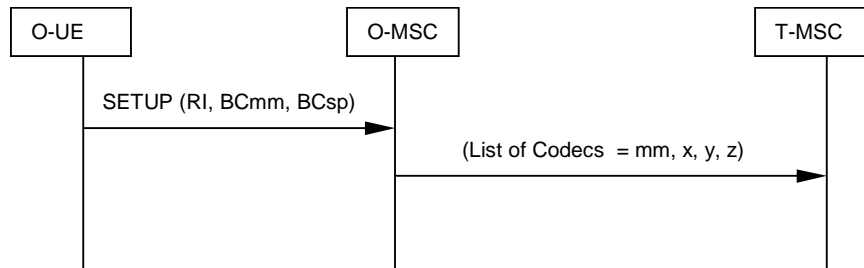 O-UE
O-MSC
T-MSC
SETUP (RI, BCmm, BCsp)
(List of Codecs = mm, x, y, z)